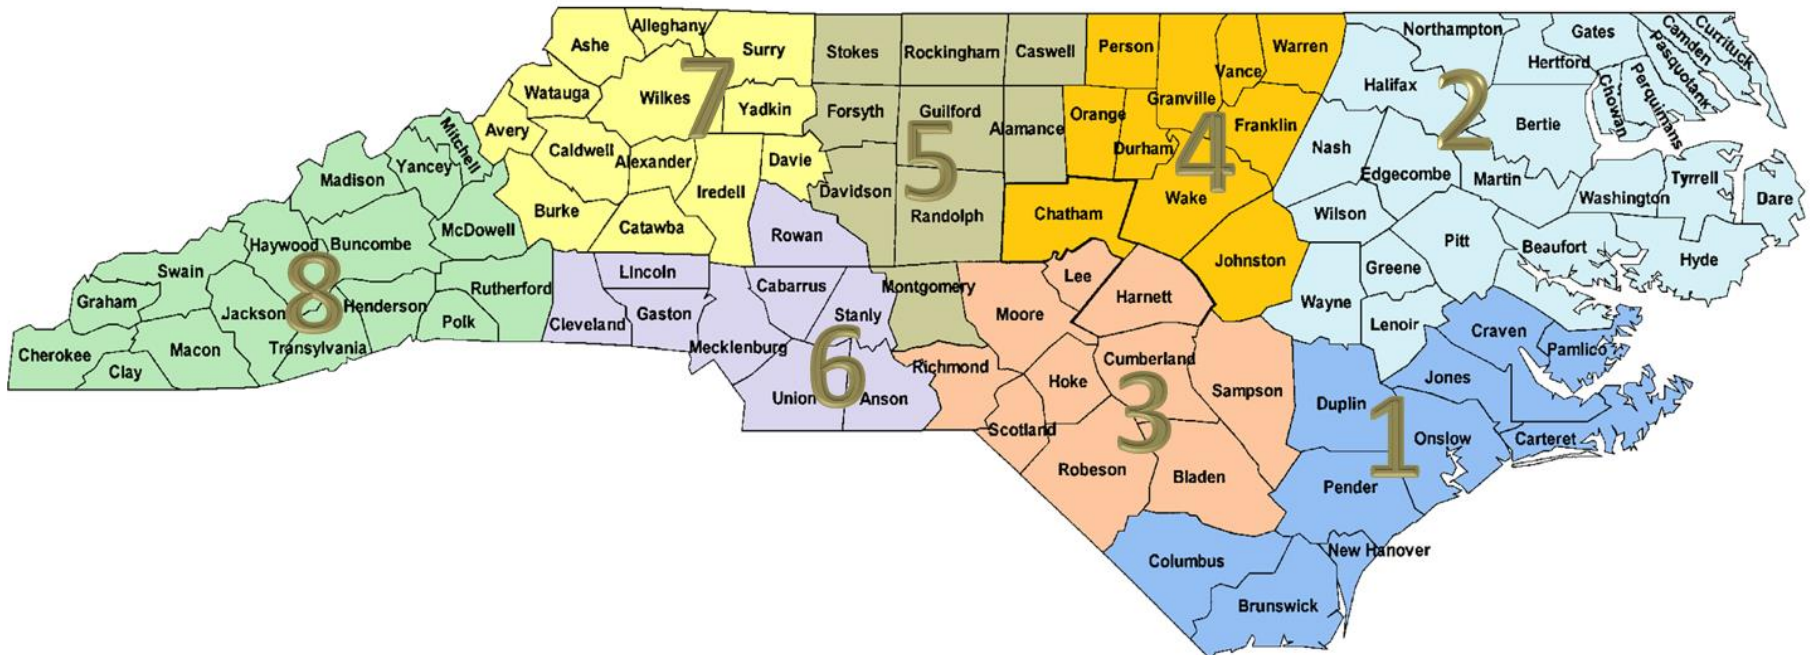 Ashe
Alleghany
Surry
Watauga
Wilkes
7
Yadkin
Avery
Caldwell
Alexander
Davie
Iredell
Burke
Catawba
Stokes
Rockingham
Caswell
Forsyth
Guilford
Alamance
5
Davidson
Randolph
Montgomery
Person
Vance
Warren
Granville
Orange
Durham
Franklin
4
Wake
Chatham
Johnston
Northampton
Gates
Camden
Currituck
Pasquotank
Hertford
Halifax
2
Chowan
Perquimans
Bertie
Nash
Edgecombe
Martin
Washington
Tyrrell
Dare
Wilson
Pitt
Beaufort
Hyde
Greene
Wayne
Lenoir
Mitchell
Yancey
Madison
McDowell
Haywood
Buncombe
Swain
8
Rutherford
Graham
Jackson
Henderson
Polk
Cherokee
Macon
Transylvania
Clay
Rowan
Lincoln
Cabarrus
Gaston
Stanly
Cleveland
Mecklenburg
6
Union
Anson
Lee
Harnett
Moore
Cumberland
Richmond
Hoke
Sampson
3
Scotland
Robeson
Bladen
Craven
Pamlico
Jones
Duplin
1
Onslow
Carteret
Pender
New Hanover
Columbus
Brunswick